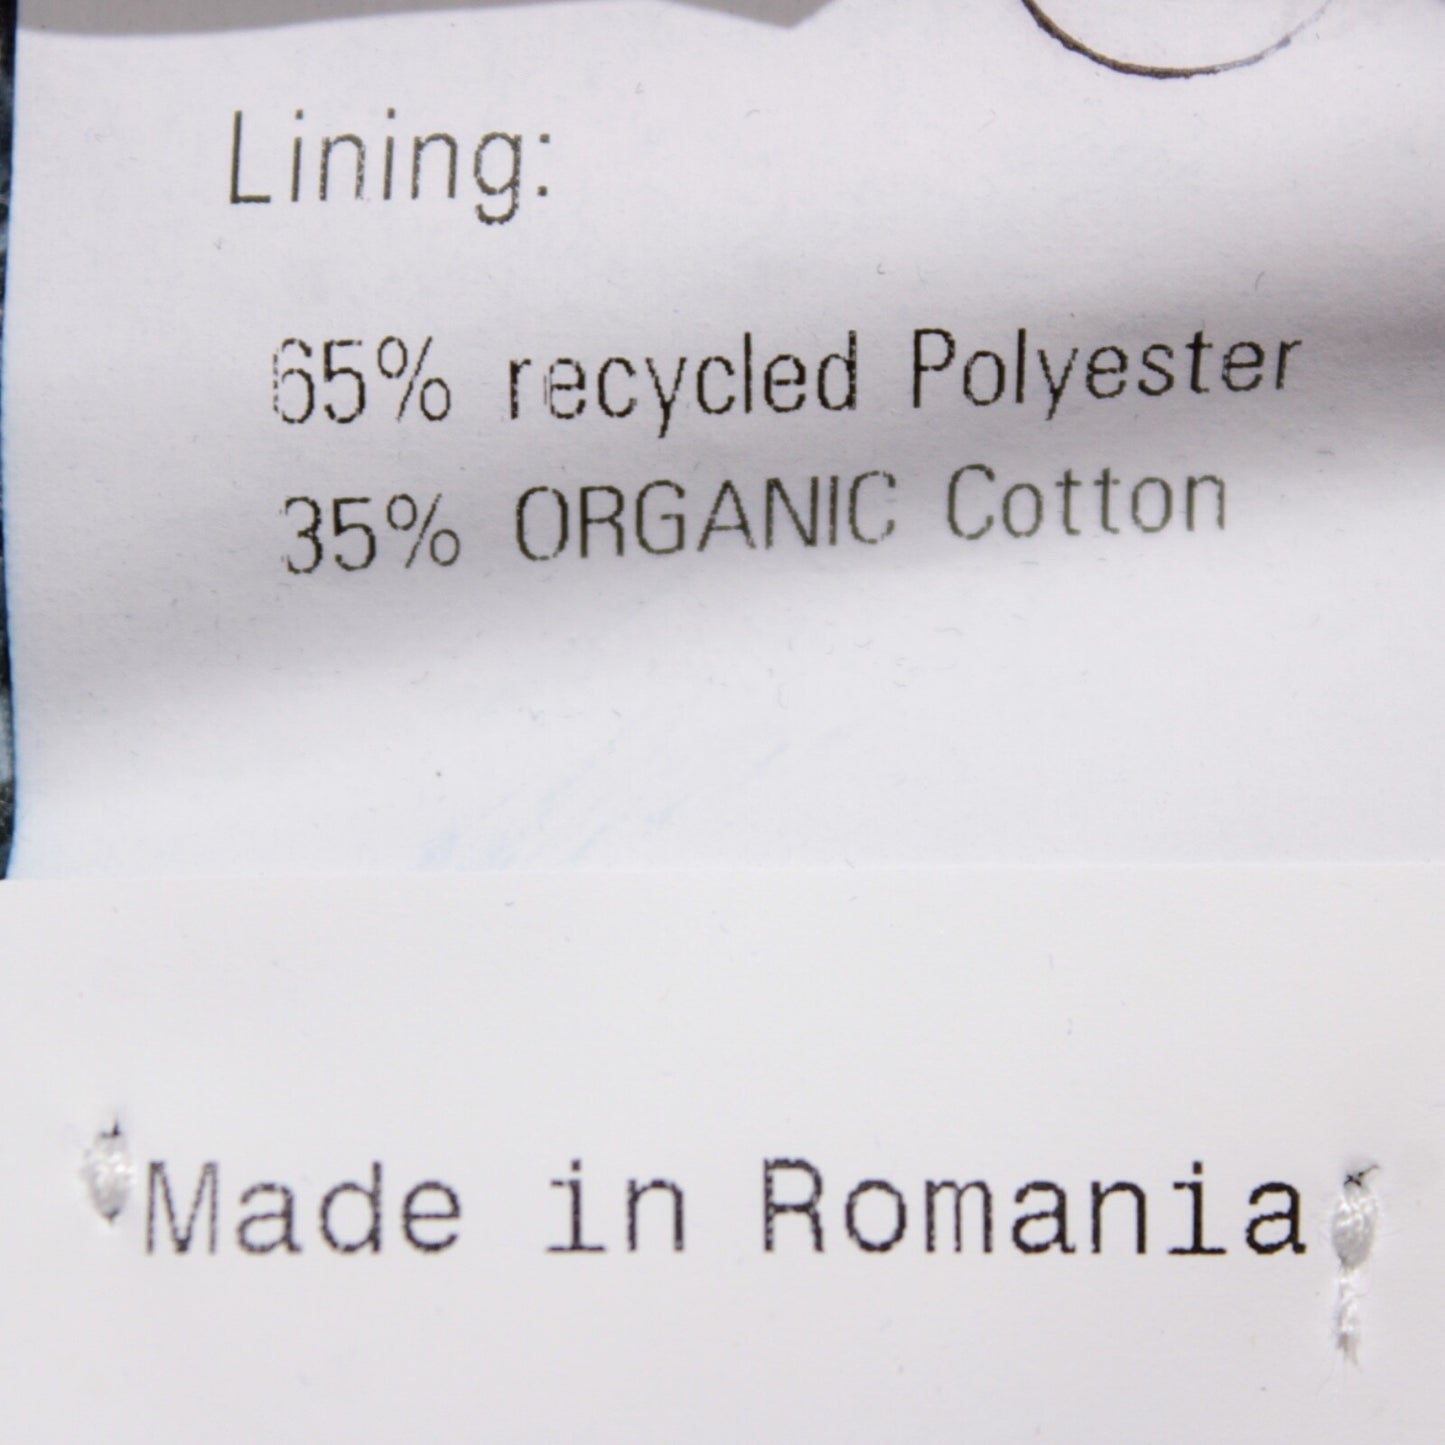 Lining:
65% recycled Polyester
35% ORGANIC Cotton
Made in Romania